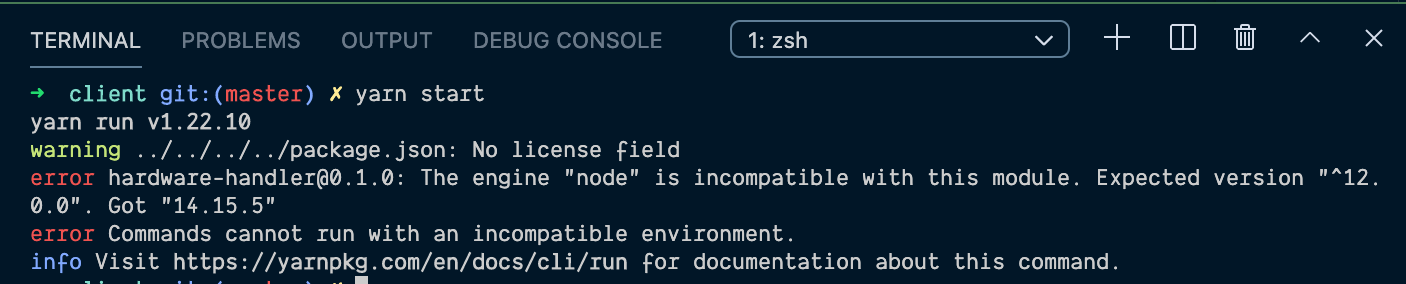 TERMINAL PROBLEMS OUTPUT DEBUG CONSOLE 1: zsh
➜ client git:(master) ✗ yarn start
yarn run v1.22.10
warning ../../../../package.json: No license field
error hardware-handler@0.1.0: The engine "node" is incompatible with this module. Expected version "^12.
0.0". Got "14.15.5"
error Commands cannot run with an incompatible environment.
info Visit https://yarnpkg.com/en/docs/cli/run for documentation about this command.